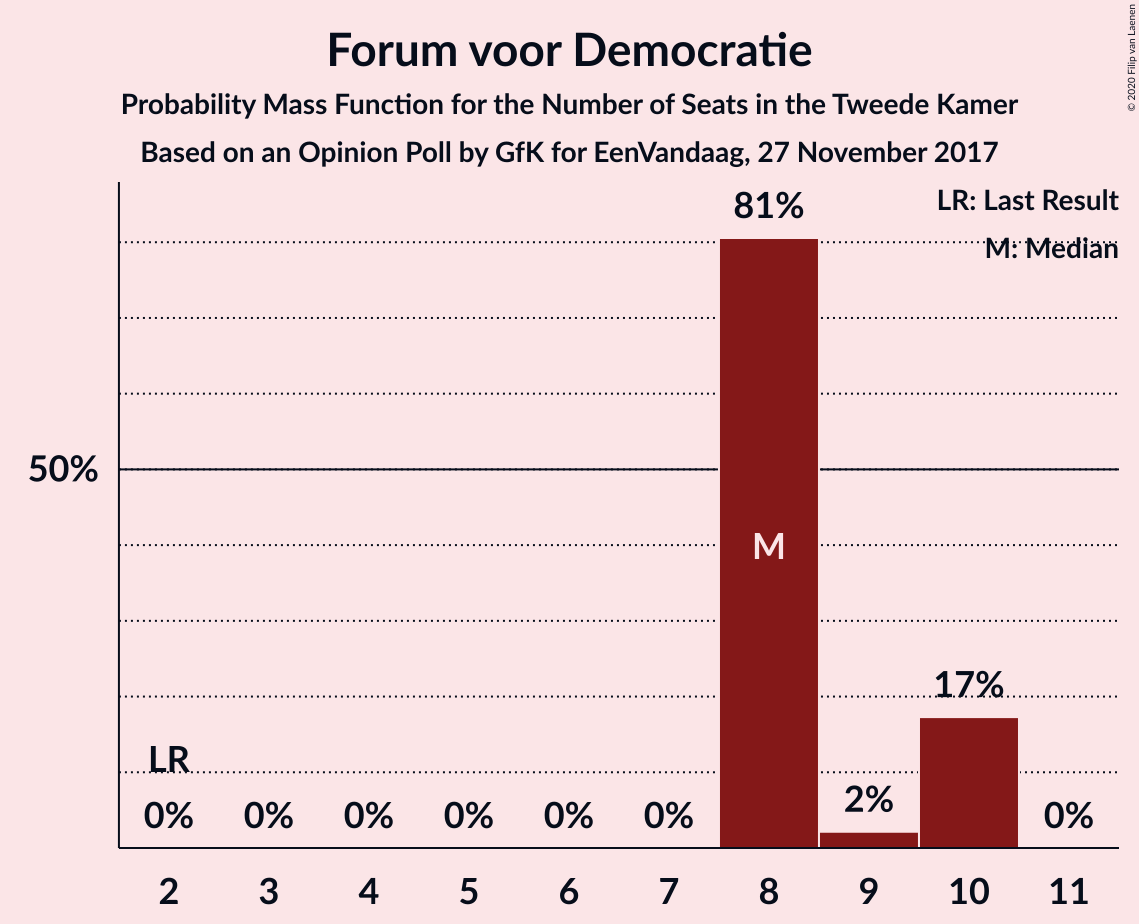 Forum voor Democratie
Probability Mass Function for the Number of Seats in the Tweede Kamer
Based on an Opinion Poll by GfK for EenVandaag, 27 November 2017
© 2020 Filip van Laenen
LR: Last Result
M: Median
81%
50%
M
17%
LR
2%
0% 0% 0% 0% 0% 0% 0%
2 3 4 5 6 7 8 9 10 11